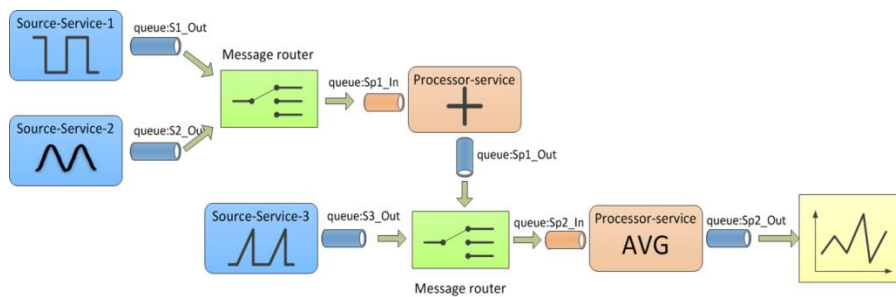 Source-Service-1
queue:S1_Out
Message router
queue:Sp1_In
Processor-service
+
Source-Service-2
queue:S2_Out
queue:Sp1_Out
Source-Service-3
queue:S3_Out
queue:Sp2_In
Processor-service
AVG
queue:Sp2_Out
Message router